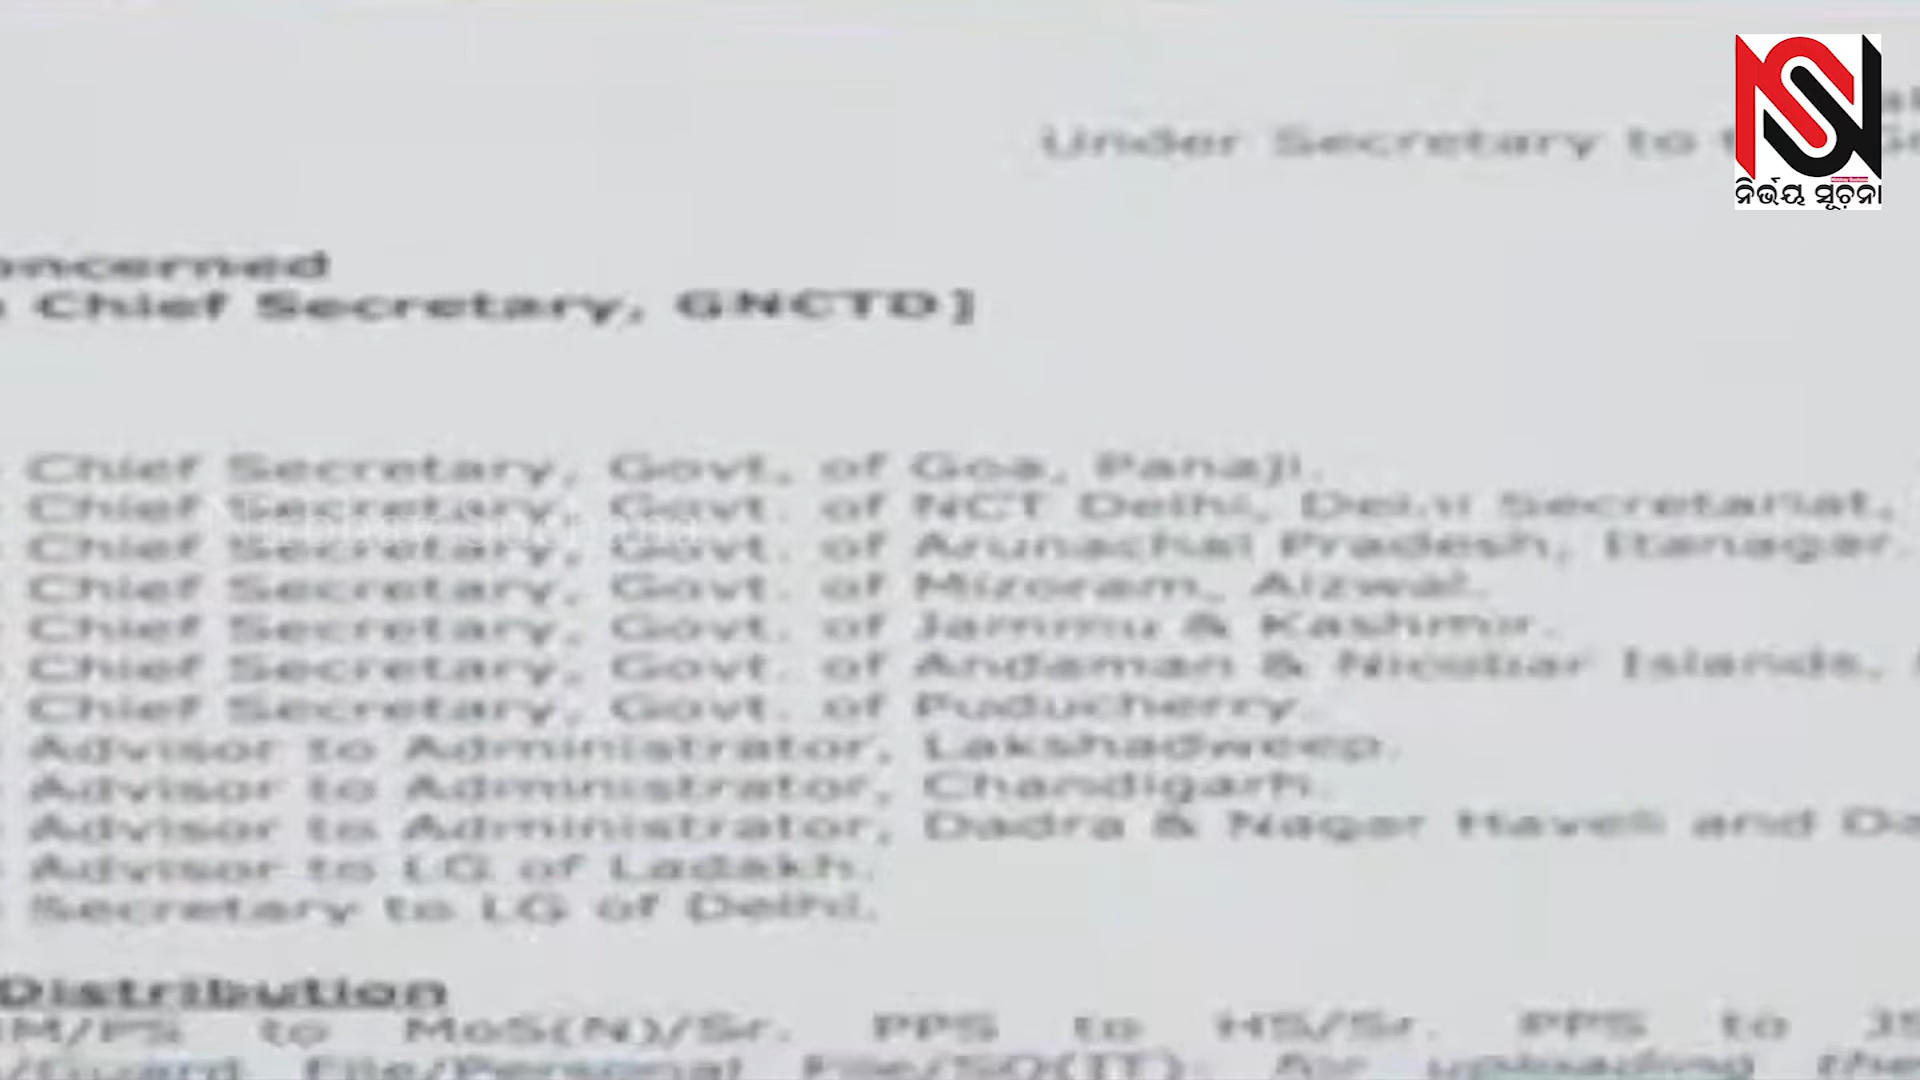 Under Secretary to
ନିର୍ଭୟ ସୂଚନା
Chief Secretary, GNCTD]
Chief Secretary, Govt. of Goa, Panaji.
Chief Secretary, Govt. of NCT Delhi, Delhi Secretariat,
Chief Secretary, Govt. of Arunachal Pradesh, Itanagar.
Chief Secretary, Govt. of Mizoram, Aizwal.
Chief Secretary, Govt. of Jammu & Kashmir.
Chief Secretary, Govt. of Andaman & Nicobar Islands,
Chief Secretary, Govt. of Puducherry.
Advisor to Administrator, Lakshadweep.
Advisor to Administrator, Chandigarh.
Advisor to Administrator, Dadra & Nagar Haveli and
Advisor to LG of Ladakh.
Secretary to LG of Delhi.
Distribution
to MoS(N)/Sr. PPS to HS/Sr. PPS to
File/Personal File/SO(IT); for uploading the